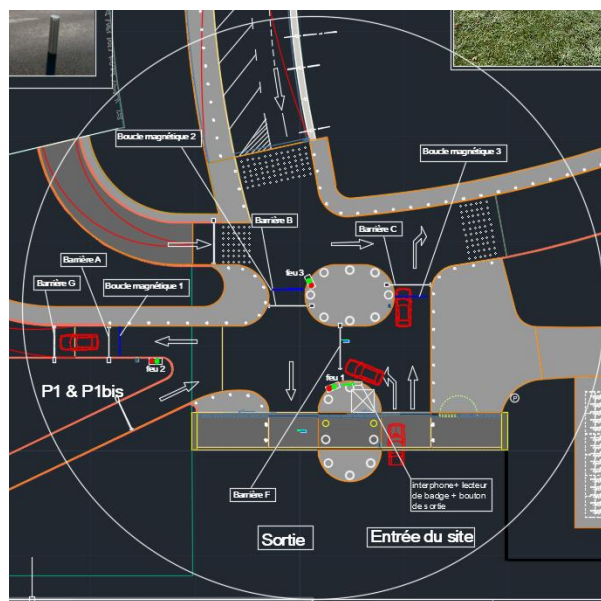 Boucle magnétique 2
Boucle magnétique 3
Barrière B
Barrière C
Barrière A
feu 3
Barrière G
Boucle magnétique 1
feu 2
feu 1
P1 & P1bis
P
Barrière F
interphone+ lecteur
de badge + bouton
de sortie
Sortie
Entrée du site